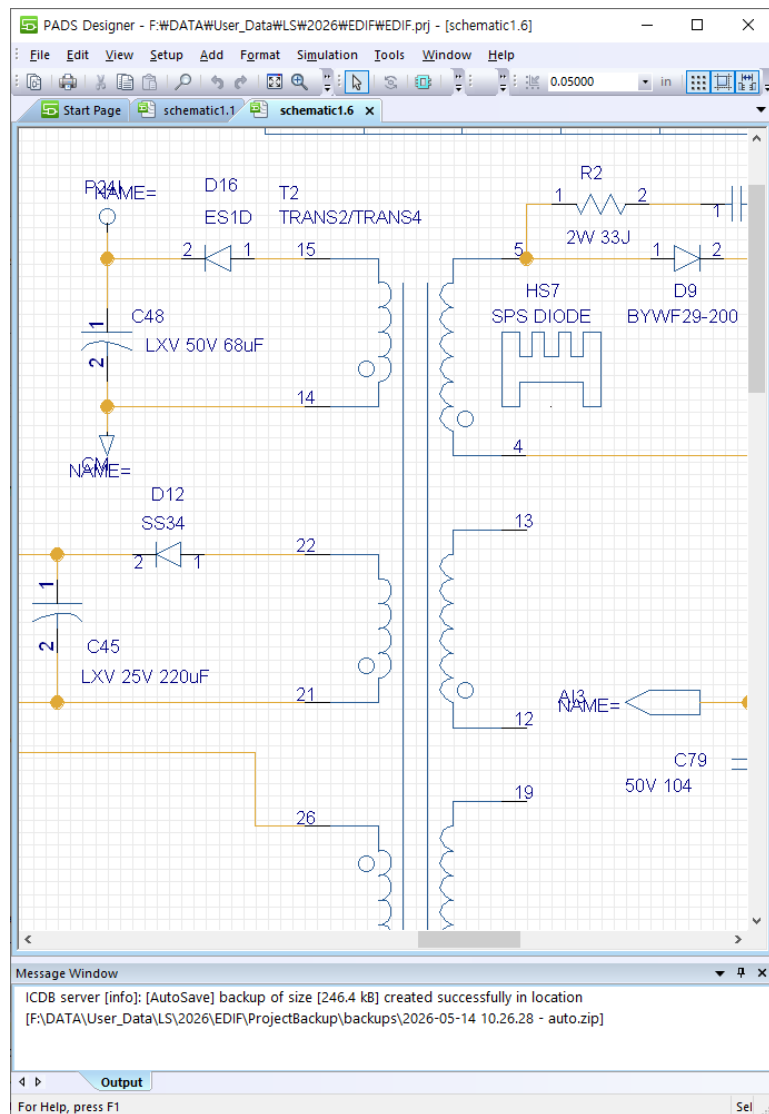 PADS Designer - F:₩DATA₩User_Data₩LS₩2026₩EDIF₩EDIF.prj - [schematic1.6]
File Edit View Setup Add Format Simulation Tools Window Help
0.05000 in
Start Page schematic1.1 schematic1.6
P24I
NAME=
D16
ES1D
T2
TRANS2/TRANS4
R2
1 2
2W 33J
1
2 1 15
5
1 2
HS7
SPS DIODE
D9
BYWF29-200
1
C48
LXV 50V 68uF
2
14
4
CM
NAME=
D12
SS34
13
2 1
22
1
2
C45
LXV 25V 220uF
21
12
AI3
NAME=
C79
50V 104
19
26
Message Window
ICDB server [info]: [AutoSave] backup of size [246.4 kB] created successfully in location
[F:\DATA\User_Data\LS\2026\EDIF\ProjectBackup\backups\2026-05-14 10.26.28 - auto.zip]
Output
For Help, press F1
Sel